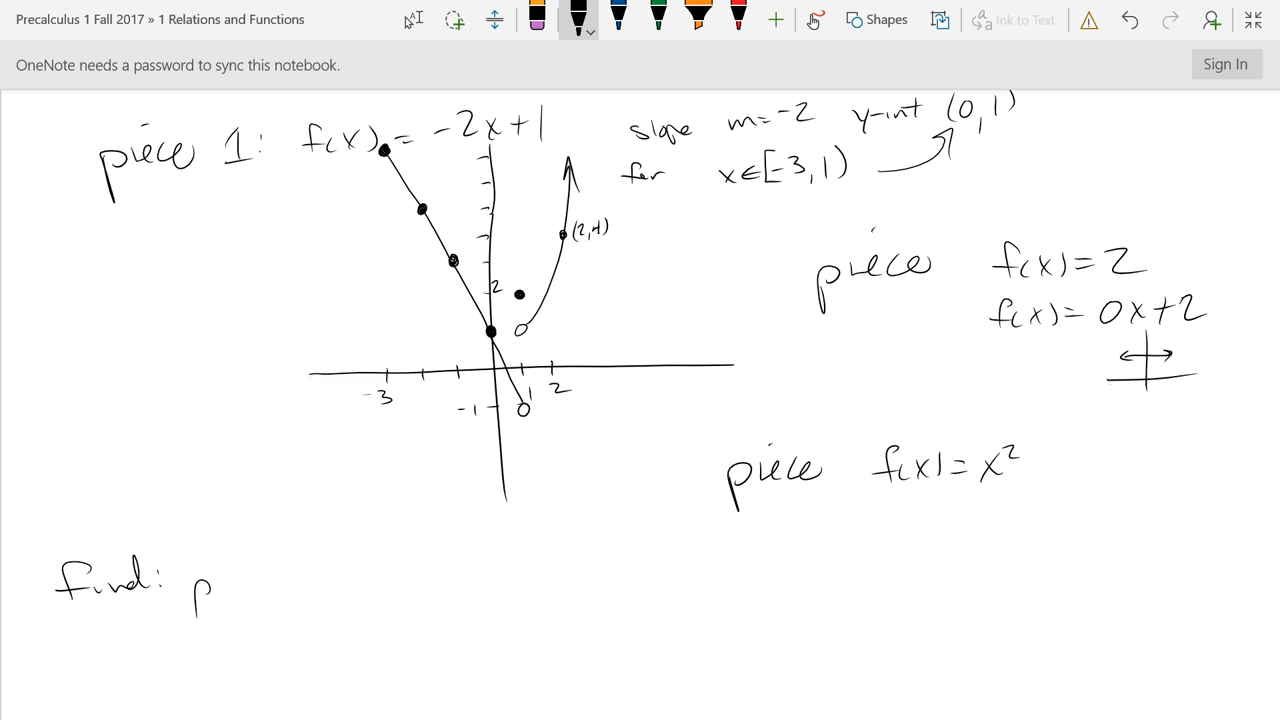 Precalculus 1 Fall 2017 » 1 Relations and Functions
Ink to Text
Shapes
OneNote needs a password to sync this notebook.
Sign In
piece 1: f(x) = -2x+1
slope m=-2 y-int (0,1)
for x∈[-3,1)
(2,4)
piece f(x)=2
f(x)= 0x+2
2
-3
1
2
-1
piece f(x)=x²
find: p